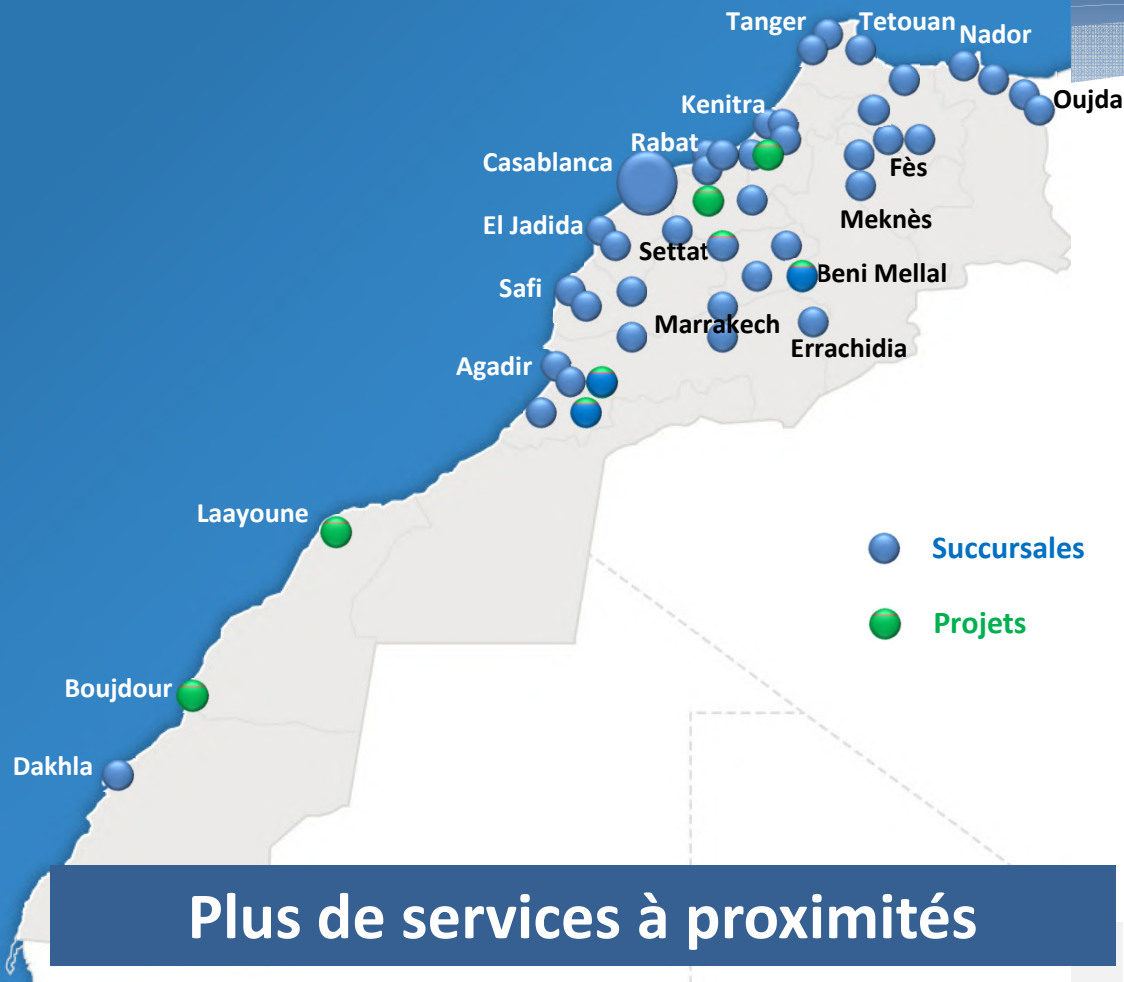 Tanger
Tetouan
Nador
Oujda
Kenitra
Rabat
Casablanca
Fès
Meknès
El Jadida
Settat
Beni Mellal
Safi
Marrakech
Errachidia
Agadir
Laayoune
Succursales
Projets
Boujdour
Dakhla
Plus de services à proximités